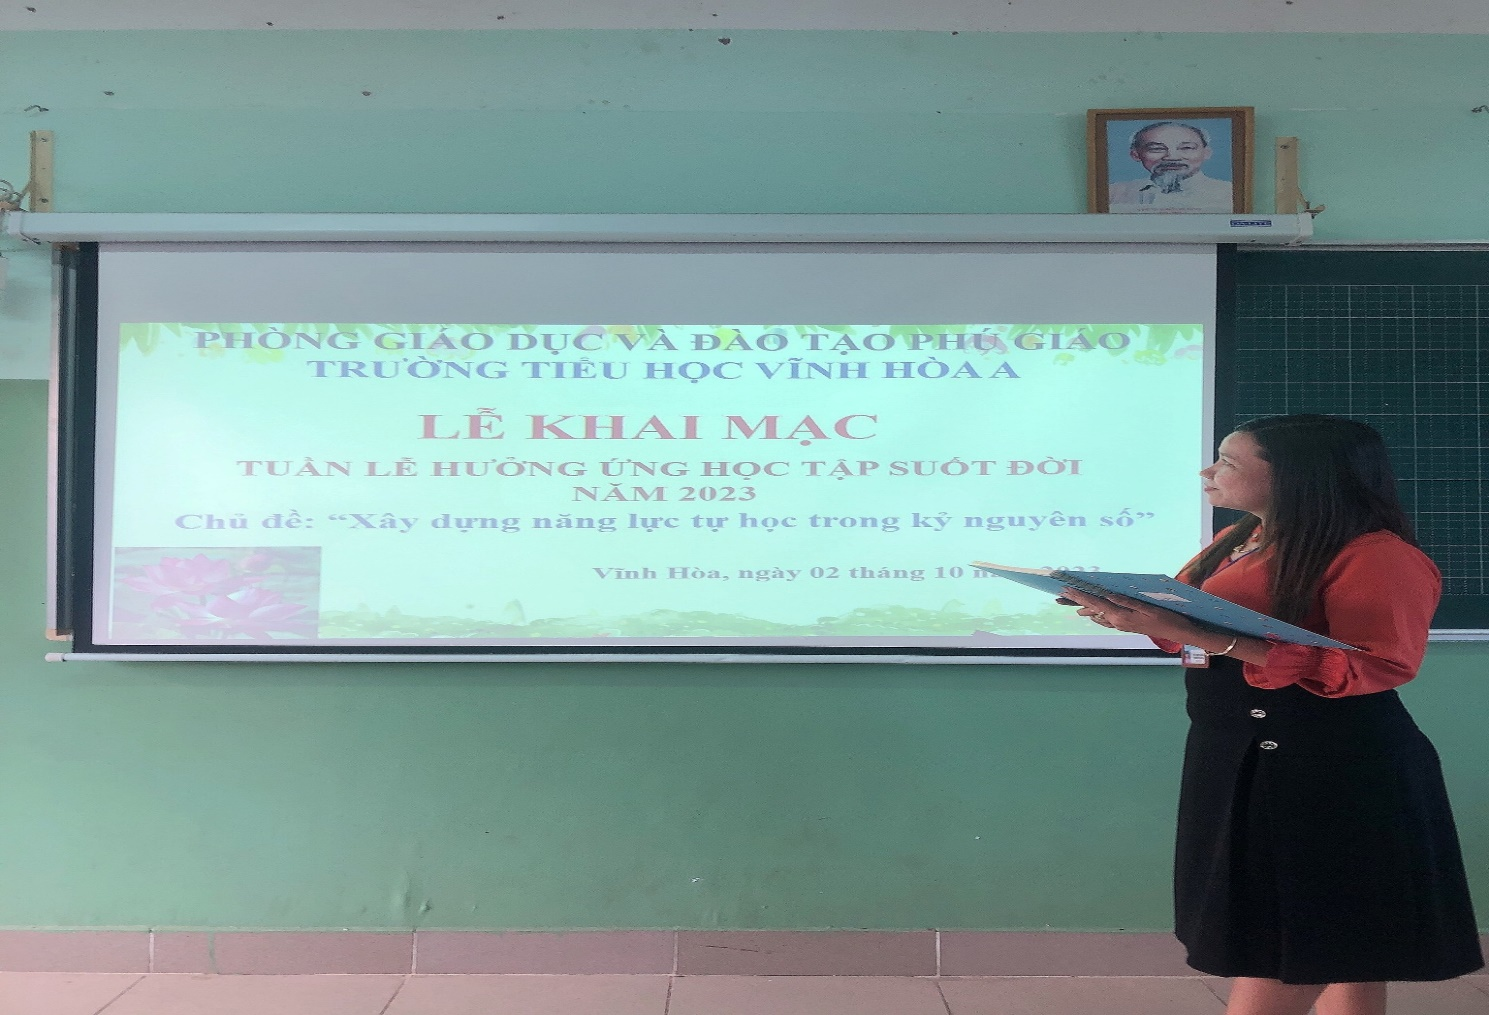 PHÒNG GIÁO DỤC VÀ ĐÀO TẠO PHÚ GIÁO
TRƯỜNG TIỂU HỌC VĨNH HÒA A
LỄ KHAI MẠC
TUẦN LỄ HƯỞNG ỨNG HỌC TẬP SUỐT ĐỜI
NĂM 2023
Chủ đề: “Xây dựng năng lực tự học trong kỷ nguyên số”
Vĩnh Hòa, ngày 02 tháng 10 2023